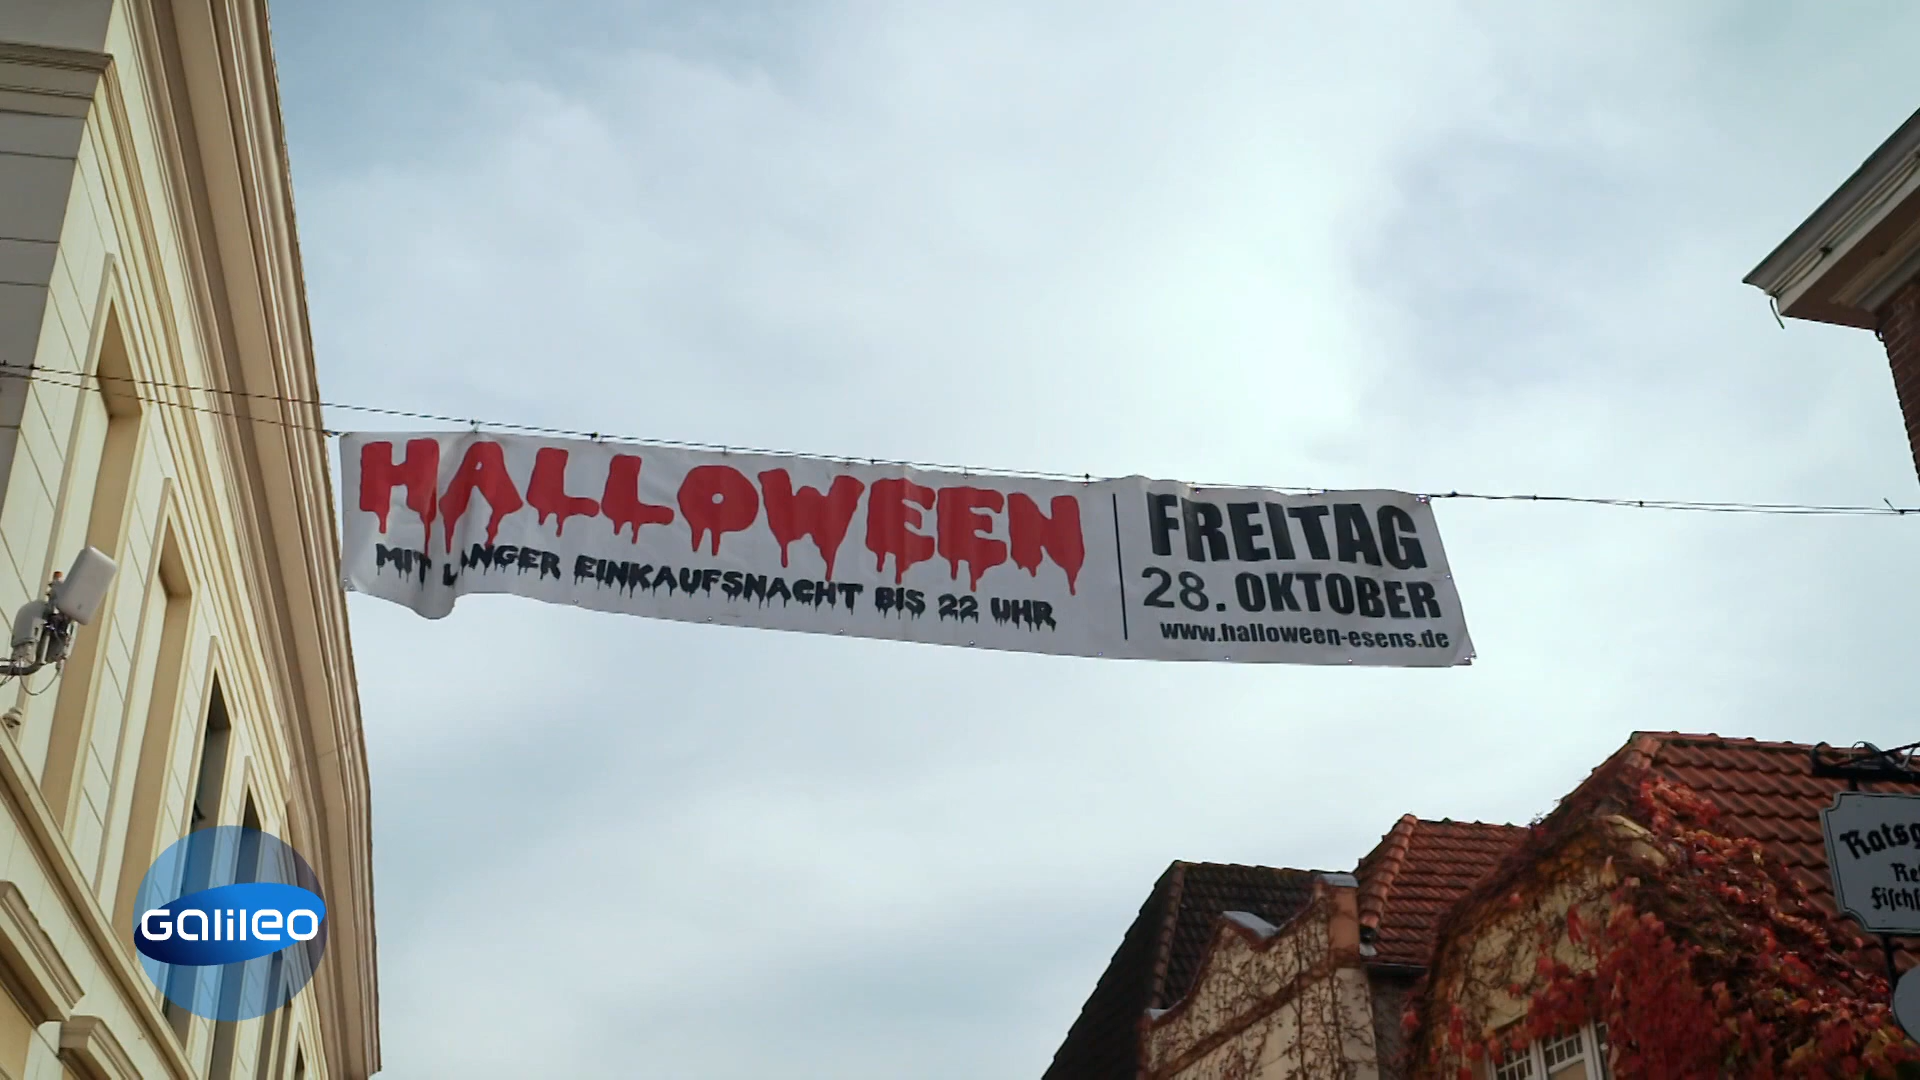 HALLOWEEN
MIT LANGER EINKAUFSNACHT BIS 22 UHR
FREITAG
28. OKTOBER
www.halloween-esens.de
Galileo